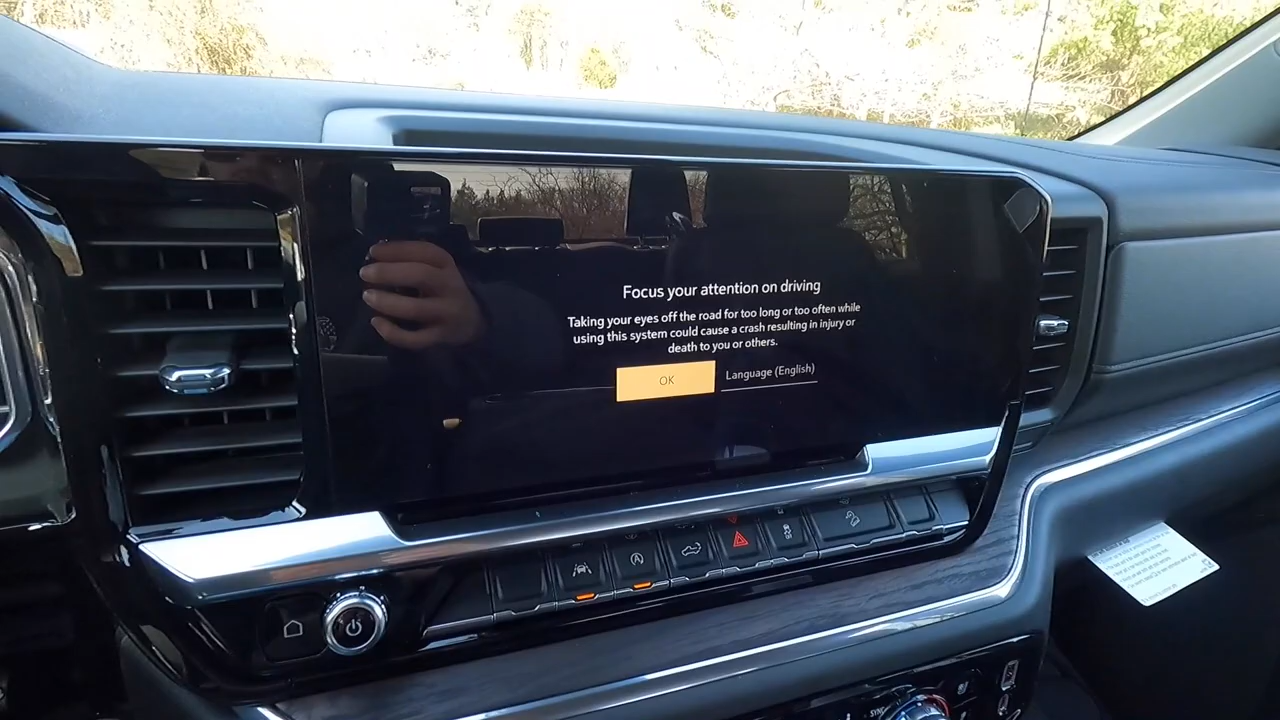 Focus your attention on driving
Taking your eyes off the road for too long or too often while
using this system could cause a crash resulting in injury or
death to you or others.
OK
Language (English)
SYNC